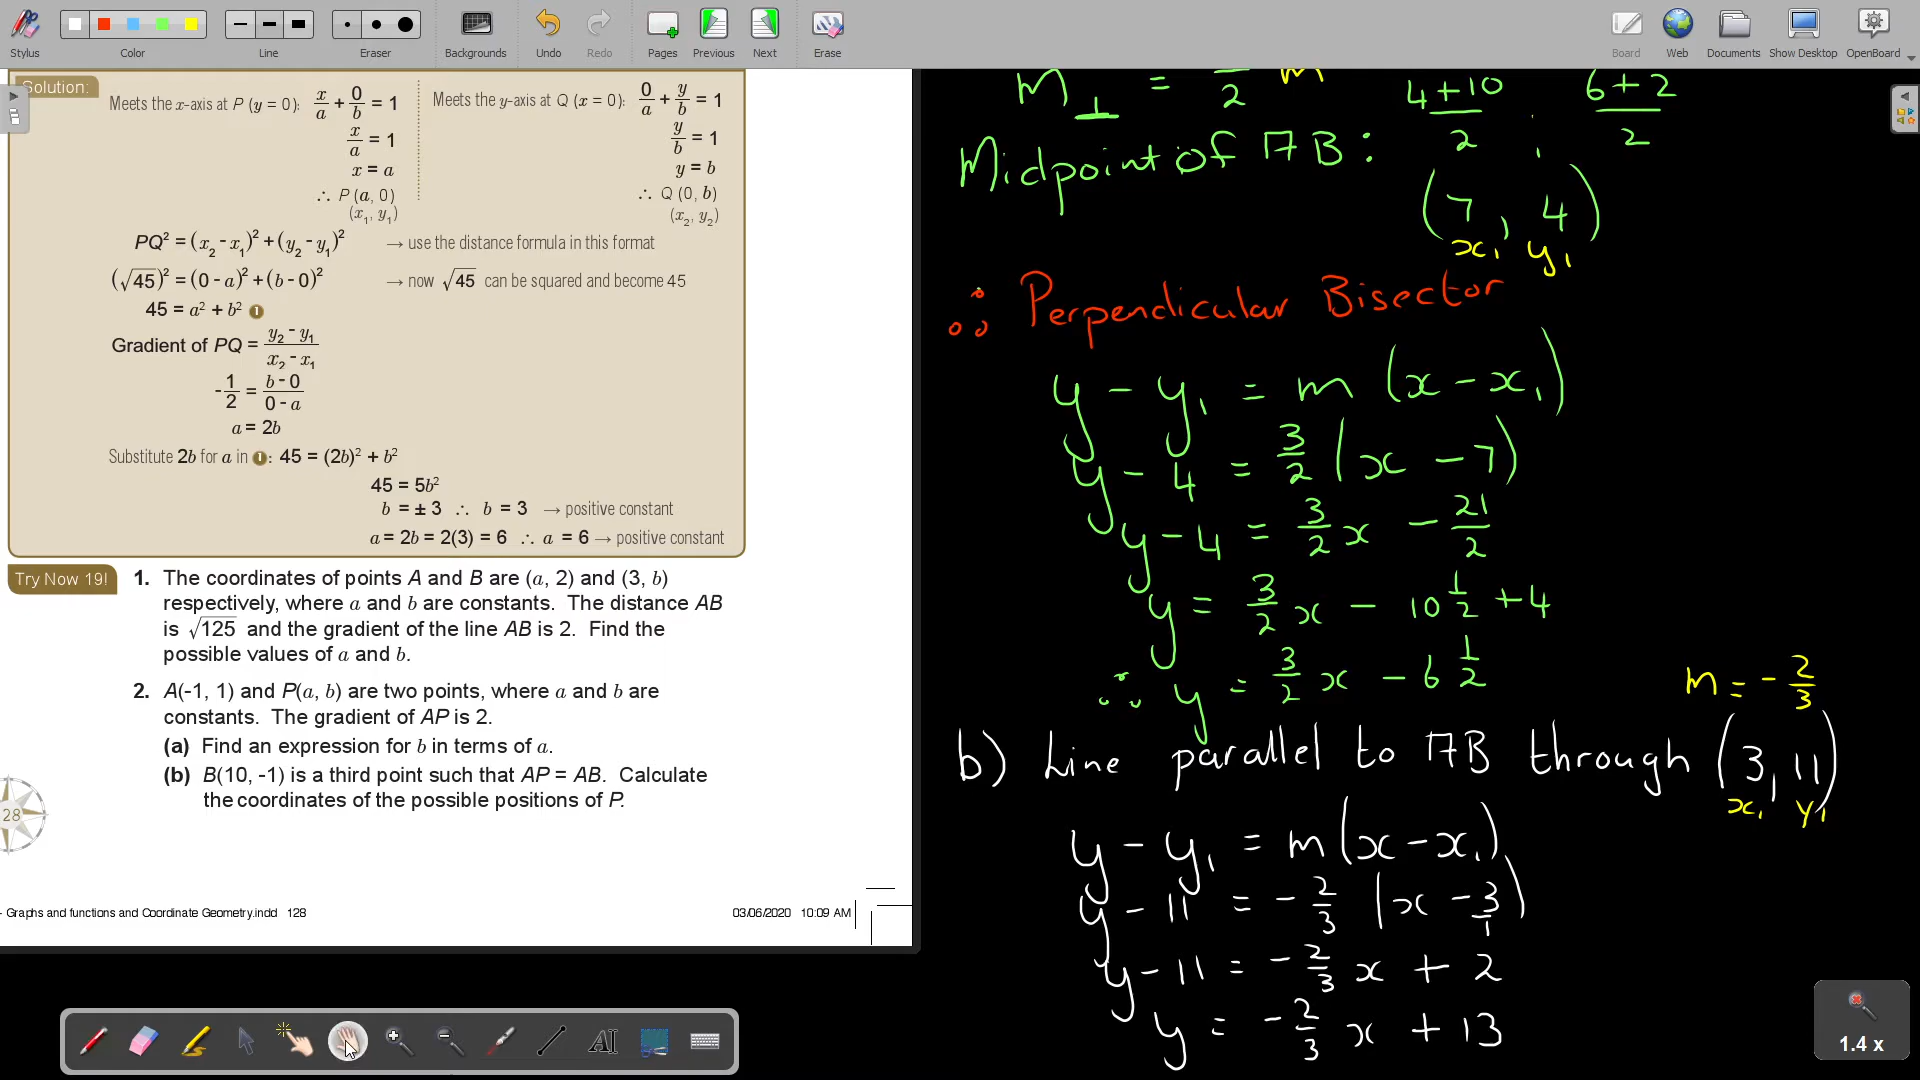 Stylus Color Line Eraser Backgrounds Undo Redo Pages Previous Next Erase Board Web Documents Show Desktop OpenBoard
Solution:
Meets the x-axis at P (y = 0): x/a + 0/b = 1
x/a = 1
x = a
∴ P (a, 0)
(x₁, y₁)
Meets the y-axis at Q (x = 0): 0/a + y/b = 1
y/b = 1
y = b
∴ Q (0, b)
(x₂, y₂)
PQ² = (x₂ - x₁)² + (y₂ - y₁)² → use the distance formula in this format
(√45)² = (0 - a)² + (b - 0)² → now √45 can be squared and become 45
45 = a² + b² 1
Gradient of PQ = (y₂ - y₁)/(x₂ - x₁)
-1/2 = (b - 0)/(0 - a)
a = 2b
Substitute 2b for a in 1: 45 = (2b)² + b²
45 = 5b²
b = ± 3 ∴ b = 3 → positive constant
a = 2b = 2(3) = 6 ∴ a = 6 → positive constant
Try Now 19!
1. The coordinates of points A and B are (a, 2) and (3, b)
respectively, where a and b are constants. The distance AB
is √125 and the gradient of the line AB is 2. Find the
possible values of a and b.
2. A(-1, 1) and P(a, b) are two points, where a and b are
constants. The gradient of AP is 2.
(a) Find an expression for b in terms of a.
(b) B(10, -1) is a third point such that AP = AB. Calculate
the coordinates of the possible positions of P.
28
- Graphs and functions and Coordinate Geometry.indd 128
03/06/2020 10:09 AM
m⊥ = /2 m
Midpoint of AB: (4+10)/2 ; (6+2)/2
(7, 4)
x₁ y₁
∴ Perpendicular Bisector
y - y₁ = m (x - x₁)
y - 4 = 3/2 (x - 7)
y - 4 = 3/2 x - 21/2
y = 3/2 x - 10 1/2 + 4
∴ y = 3/2 x - 6 1/2
m = - 2/3
b) Line parallel to AB through (3, 11)
x₁ y₁
y - y₁ = m(x - x₁)
y - 11 = - 2/3 (x - 3/1)
y - 11 = - 2/3 x + 2
y = - 2/3 x + 13
1.4 x